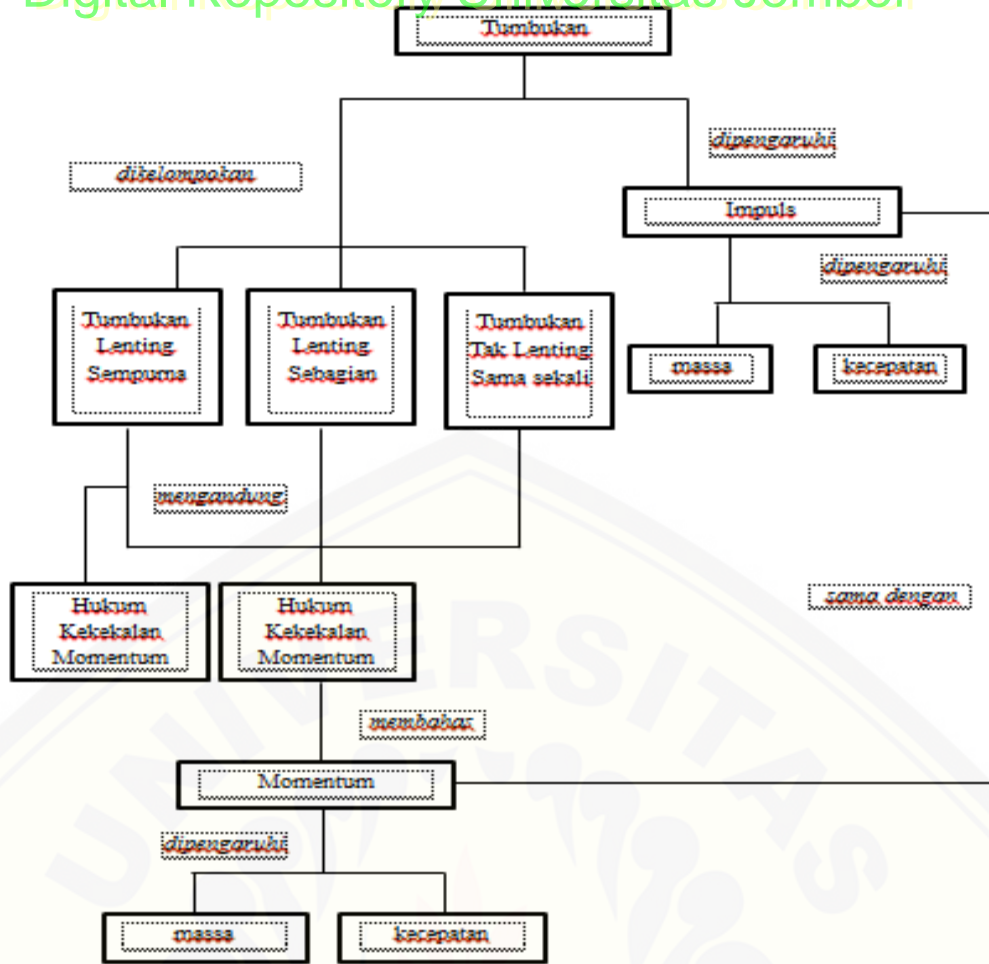 Digital Repository Universitas Jember
Tumbukan
dipengaruhi
dikelompokan
Impuls
dipengaruhi
Tumbukan
Lenting
Sempurna
Tumbukan
Lenting
Sebagian
Tumbukan
Tak Lenting
Sama sekali
massa
kecepatan
mengandung
Hukum
Kekekalan
Momentum
Hukum
Kekekalan
Momentum
sama dengan
membahas
Momentum
dipengaruhi
massa
kecepatan
UNIVERSITAS